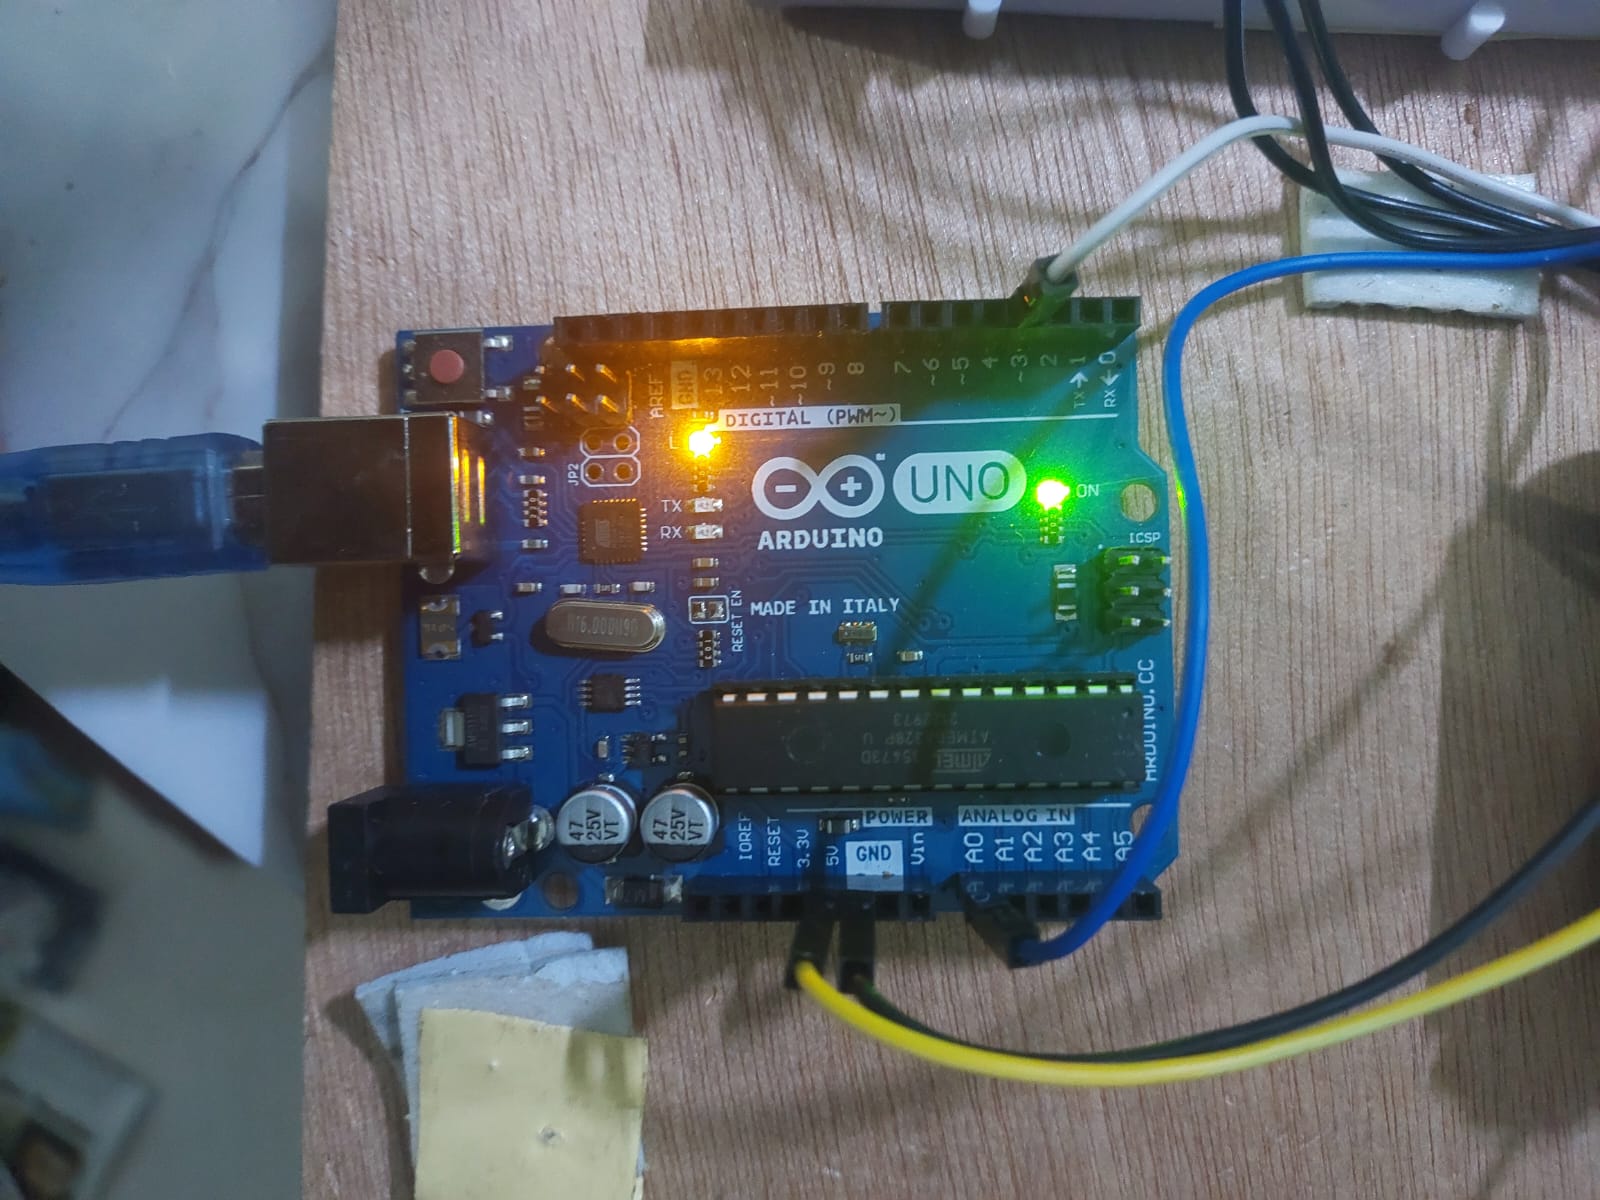 AREF
GND
13
12
~11
~10
~9
8
7
~6
~5
4
~3
2
TX→1
RX←0
DIGITAL (PWM~)
L
JP2
TX
RX
UNO
ON
ARDUINO
ICSP
MADE IN ITALY
RESET EN
ARDUINO.CC
ATMEL
47
25V
VT
47
25V
VT
POWER
ANALOG IN
IOREF
RESET
3.3V
5V
GND
Vin
A0
A1
A2
A3
A4
A5